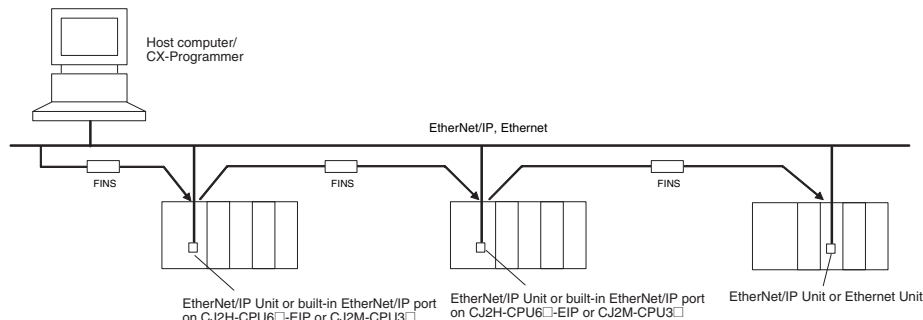 Host computer/
CX-Programmer
EtherNet/IP, Ethernet
FINS
FINS
FINS
EtherNet/IP Unit or built-in EtherNet/IP port
on CJ2H-CPU6□-EIP or CJ2M-CPU3□
EtherNet/IP Unit or built-in EtherNet/IP port
on CJ2H-CPU6□-EIP or CJ2M-CPU3□
EtherNet/IP Unit or Ethernet Unit